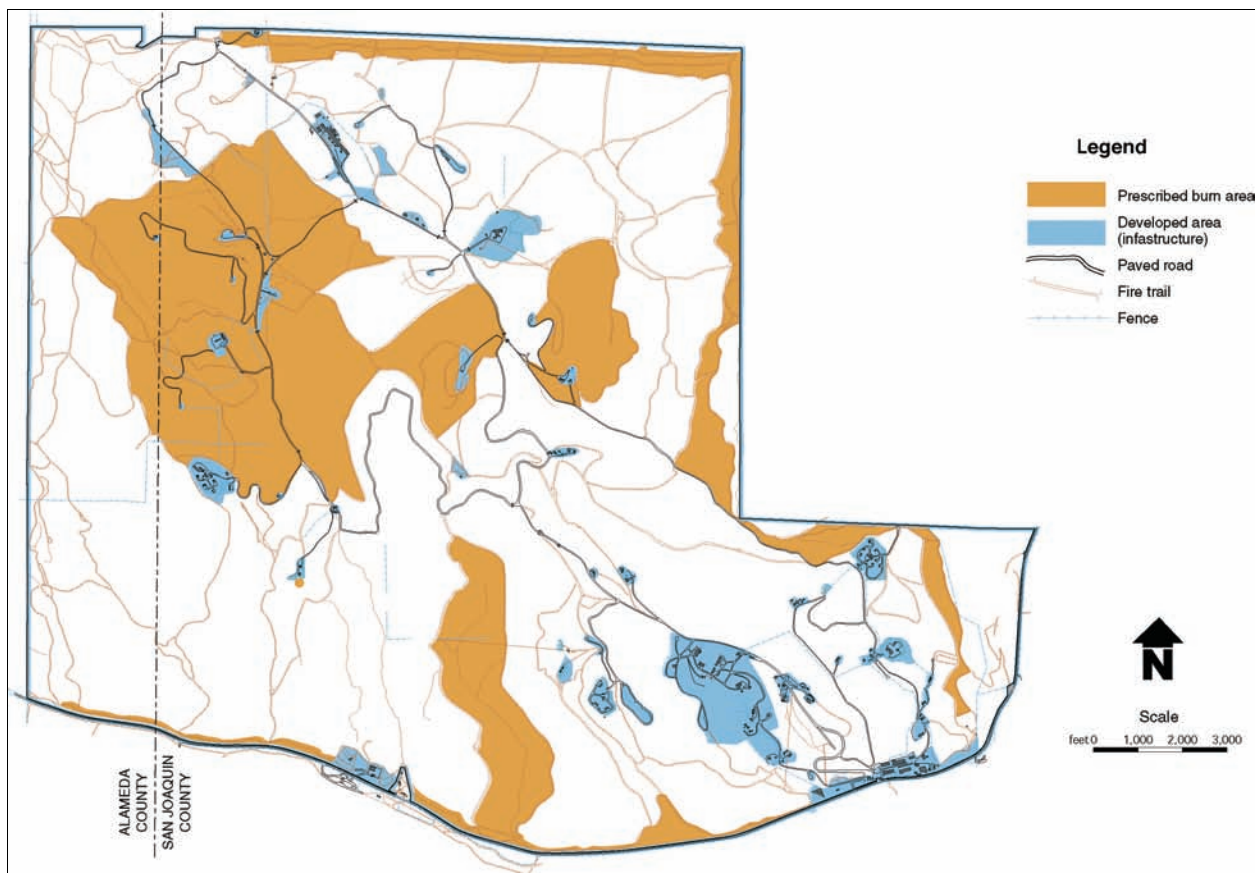 Legend
Prescribed burn area
Developed area
(infastructure)
Paved road
Fire trail
Fence
N
Scale
feet 0 1,000 2,000 3,000
ALAMEDA
COUNTY
SAN JOAQUIN
COUNTY